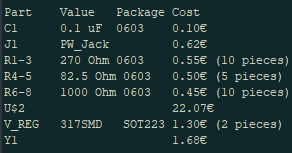 Part Value Package Cost
C1 0.1 uF 0603 0.10€
J1 PW_Jack 0.62€
R1-3 270 Ohm 0603 0.55€ (10 pieces)
R4-5 82.5 Ohm 0603 0.50€ (5 pieces)
R6-8 1000 Ohm 0603 0.45€ (10 pieces)
U$2 22.07€
V_REG 317SMD SOT223 1.30€ (2 pieces)
Y1 1.68€